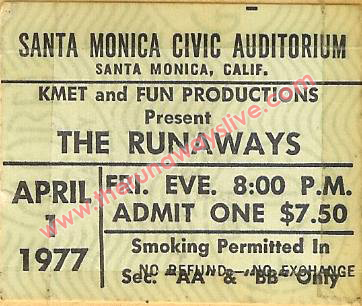 SANTA MONICA CIVIC AUDITORIUM
SANTA MONICA, CALIF.
KMET and FUN PRODUCTIONS
Present
THE RUNAWAYS
APRIL
1
1977
FRI. EVE. 8:00 P.M.
ADMIT ONE $7.50
Smoking Permitted In
Sec. "AA" & "BB" Only
NO REFUND — NO EXCHANGE
www.therunawayslive.com